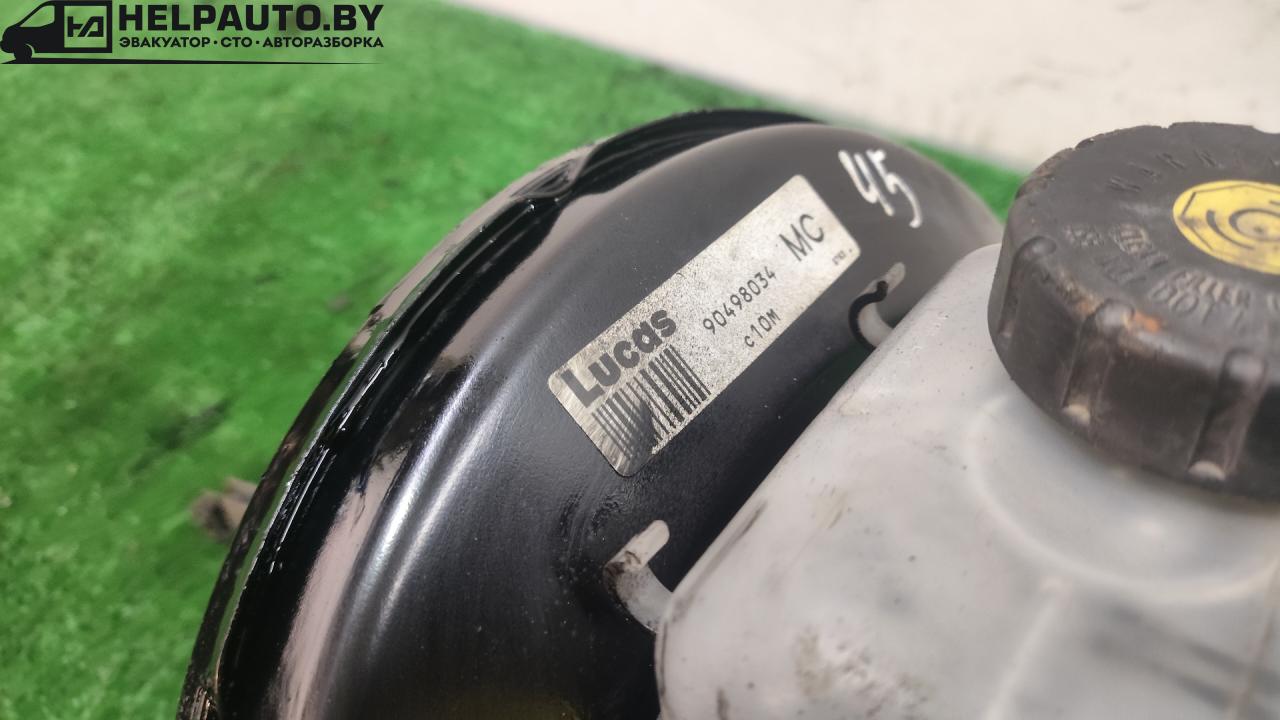 HELPAUTO.BY
ЭВАКУАТОР · СТО · АВТОРАЗБОРКА
45
Lucas
90498034
MC
c10M